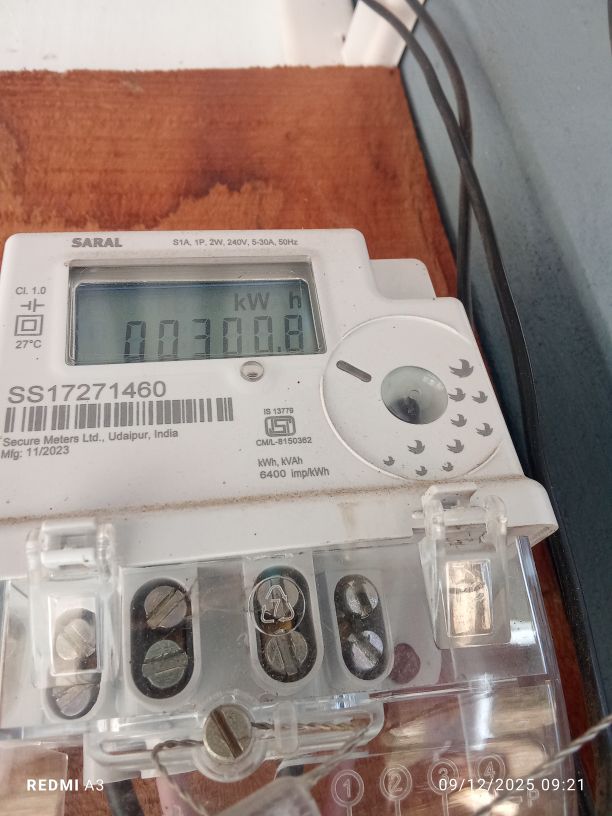 SARAL
S1A, 1P, 2W, 240V, 5-30A, 50Hz
Cl. 1.0
27°C
kW h
00300.8
SS17271460
Secure Meters Ltd., Udaipur, India
Mfg: 11/2023
IS 13779
ISI
CM/L-8150362
kWh, kVAh
6400 imp/kWh
7
1 2 3 4
P
REDMI A3
09/12/2025 09:21